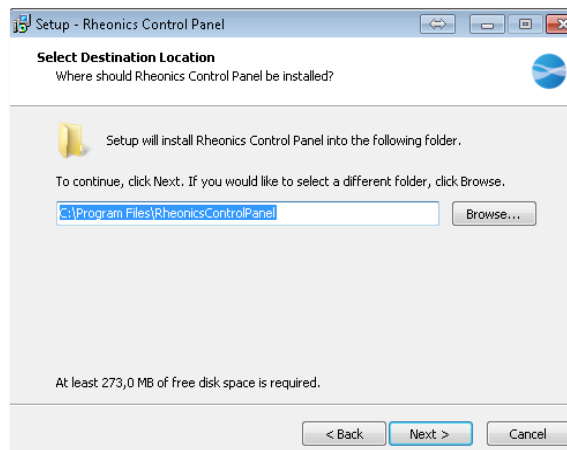 Setup - Rheonics Control Panel
Select Destination Location
Where should Rheonics Control Panel be installed?
Setup will install Rheonics Control Panel into the following folder.
To continue, click Next. If you would like to select a different folder, click Browse.
C:\Program Files\RheonicsControlPanel
Browse...
At least 273,0 MB of free disk space is required.
< Back
Next >
Cancel